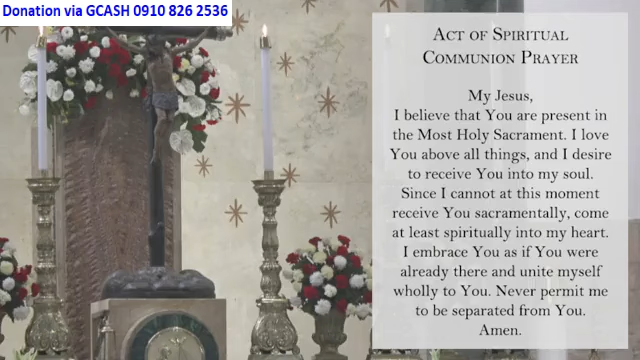 Donation via GCASH 0910 826 2536
ACT OF SPIRITUAL
COMMUNION PRAYER
My Jesus,
I believe that You are present in
the Most Holy Sacrament. I love
You above all things, and I desire
to receive You into my soul.
Since I cannot at this moment
receive You sacramentally, come
at least spiritually into my heart.
I embrace You as if You were
already there and unite myself
wholly to You. Never permit me
to be separated from You.
Amen.